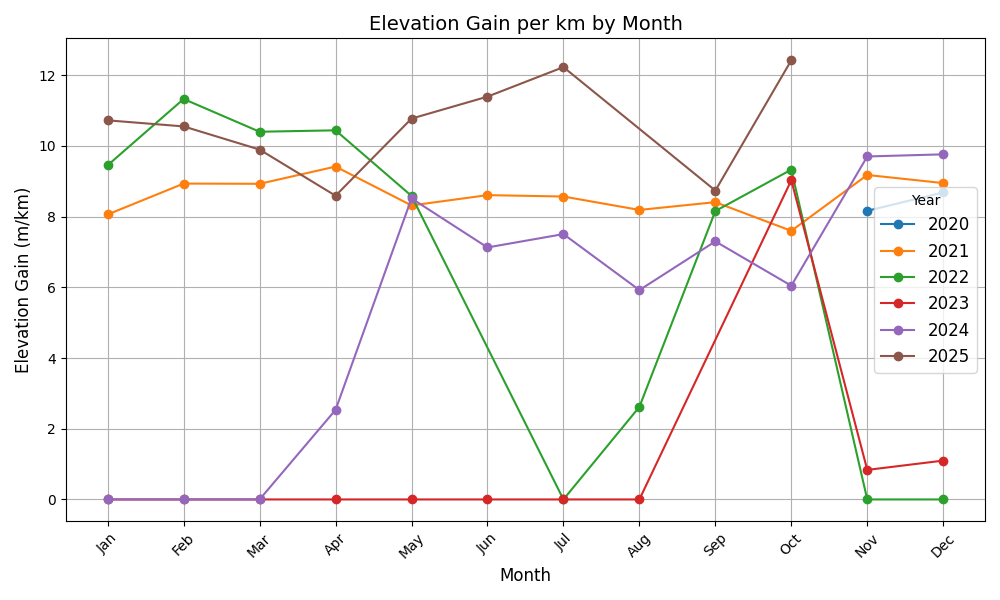 Elevation Gain per km by Month
Elevation Gain (m/km)
12
10
8
6
4
2
0
Jan
Feb
Mar
Apr
May
Jun
Jul
Aug
Sep
Oct
Nov
Dec
Month
Year
2020
2021
2022
2023
2024
2025